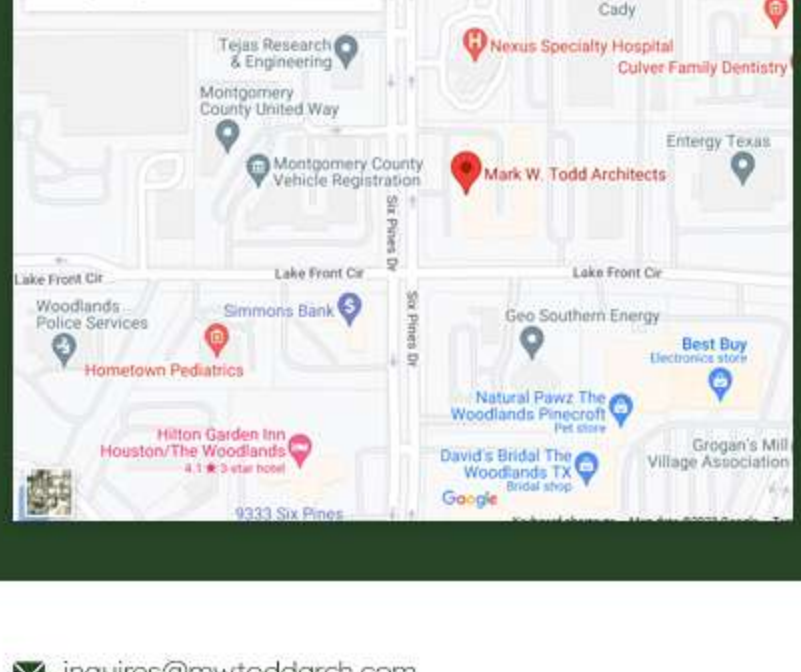 Cady
Tejas Research
& Engineering
Nexus Specialty Hospital
Culver Family Dentistry
Montgomery
County United Way
Entergy Texas
Montgomery County
Vehicle Registration
Mark W. Todd Architects
Six Pines Dr
Lake Front Cir
Lake Front Cir
Lake Front Cir
Woodlands
Police Services
Simmons Bank
Six Pines Dr
Geo Southern Energy
Hometown Pediatrics
Best Buy
Electronics store
Natural Pawz The
Woodlands Pinecroft
Pet store
Hilton Garden Inn
Houston/The Woodlands
4.1 ★ 3-star hotel
David's Bridal The
Woodlands TX
Bridal shop
Grogan's Mill
Village Association
Google
9333 Six Pines
inquires@mwtoddarch.com